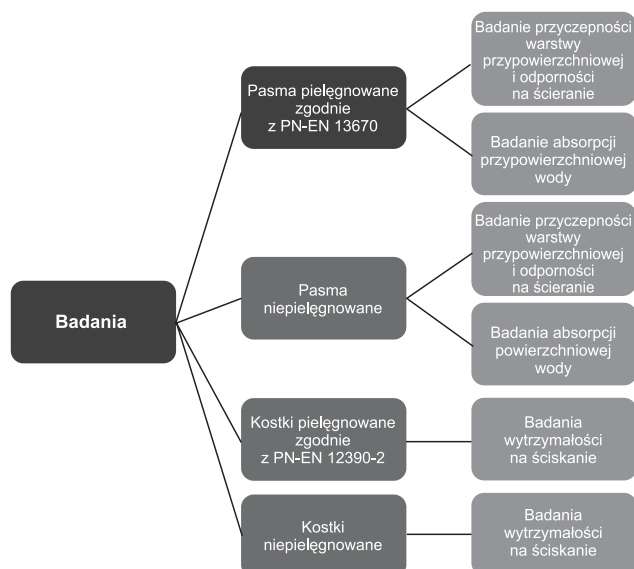 Badania
Pasma pielęgnowane
zgodnie
z PN-EN 13670
Badanie przyczepności
warstwy
przypowierzchniowej
i odporności
na ścieranie
Badanie absorpcji
przypowierzchniowej
wody
Pasma
niepielęgnowane
Badanie przyczepności
warstwy
przypowierzchniowej
i odporności
na ścieranie
Badania absorpcji
powierzchniowej
wody
Kostki pielęgnowane
zgodnie
z PN-EN 12390-2
Badania
wytrzymałości
na ściskanie
Kostki
niepielęgnowane
Badania
wytrzymałości
na ściskanie